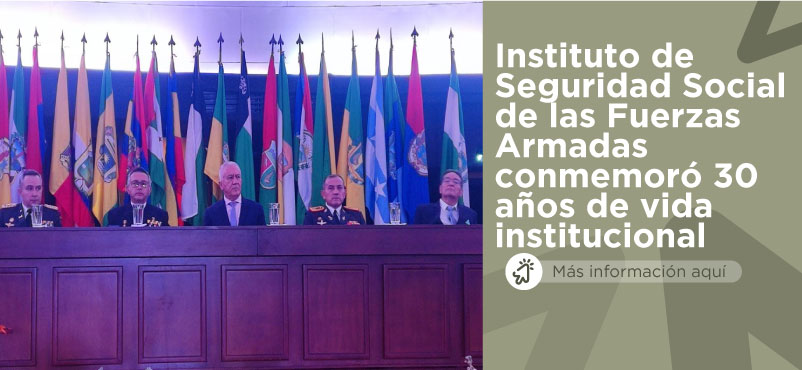 Instituto de
Seguridad Social
de las Fuerzas
Armadas
conmemoró 30
años de vida
institucional
Más información aquí